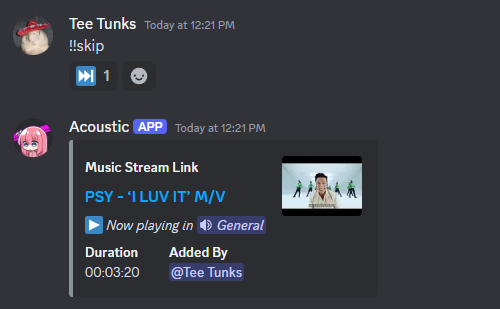 Tee Tunks Today at 12:21 PM
!!skip
1
Acoustic APP Today at 12:21 PM
Music Stream Link
PSY - ‘I LUV IT’ M/V
Now playing in General
Duration Added By
00:03:20 @Tee Tunks